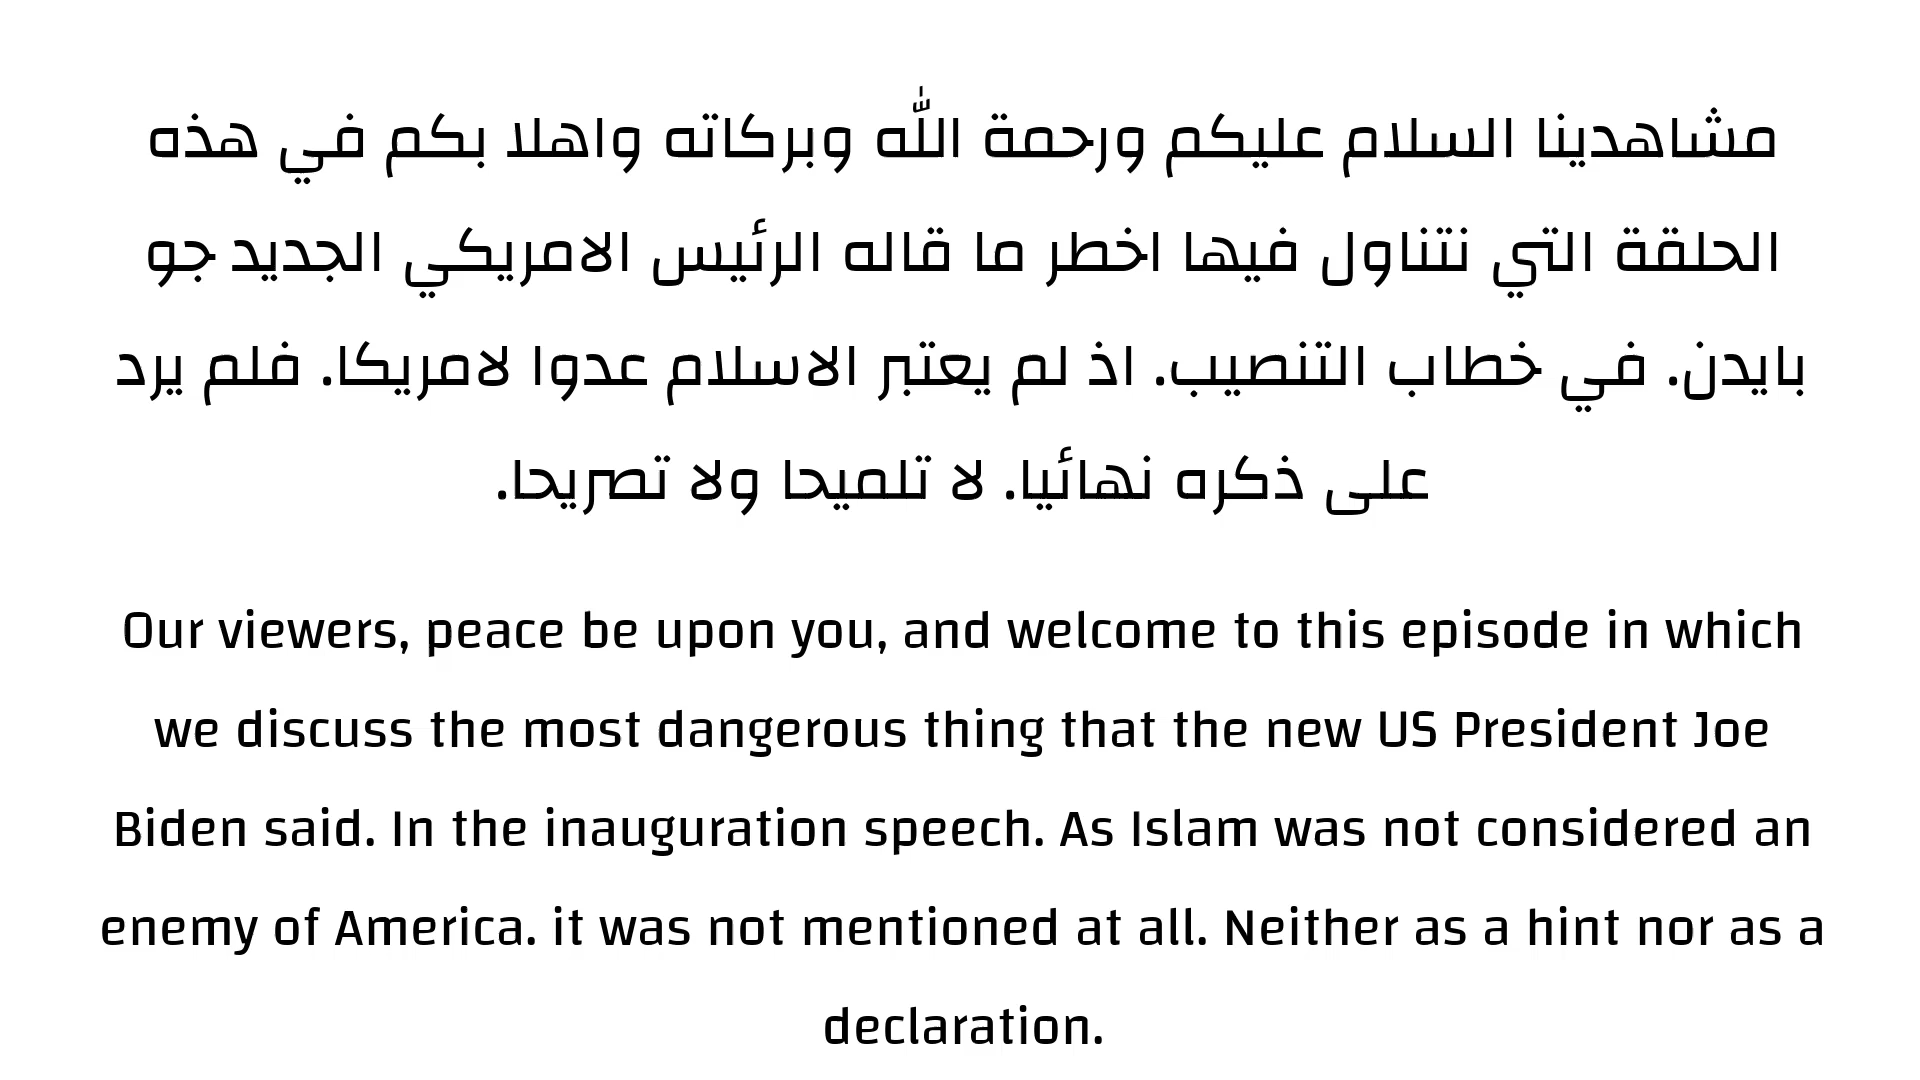 مشاهدينا السلام عليكم ورحمة الله وبركاته واهلا بكم في هذه
الحلقة التي نتناول فيها اخطر ما قاله الرئيس الامريكي الجديد جو
بايدن. في خطاب التنصيب. اذ لم يعتبر الاسلام عدوا لامريكا. فلم يرد
على ذكره نهائيا. لا تلميحا ولا تصريحا.
Our viewers, peace be upon you, and welcome to this episode in which
we discuss the most dangerous thing that the new US President Joe
Biden said. In the inauguration speech. As Islam was not considered an
enemy of America. it was not mentioned at all. Neither as a hint nor as a
declaration.